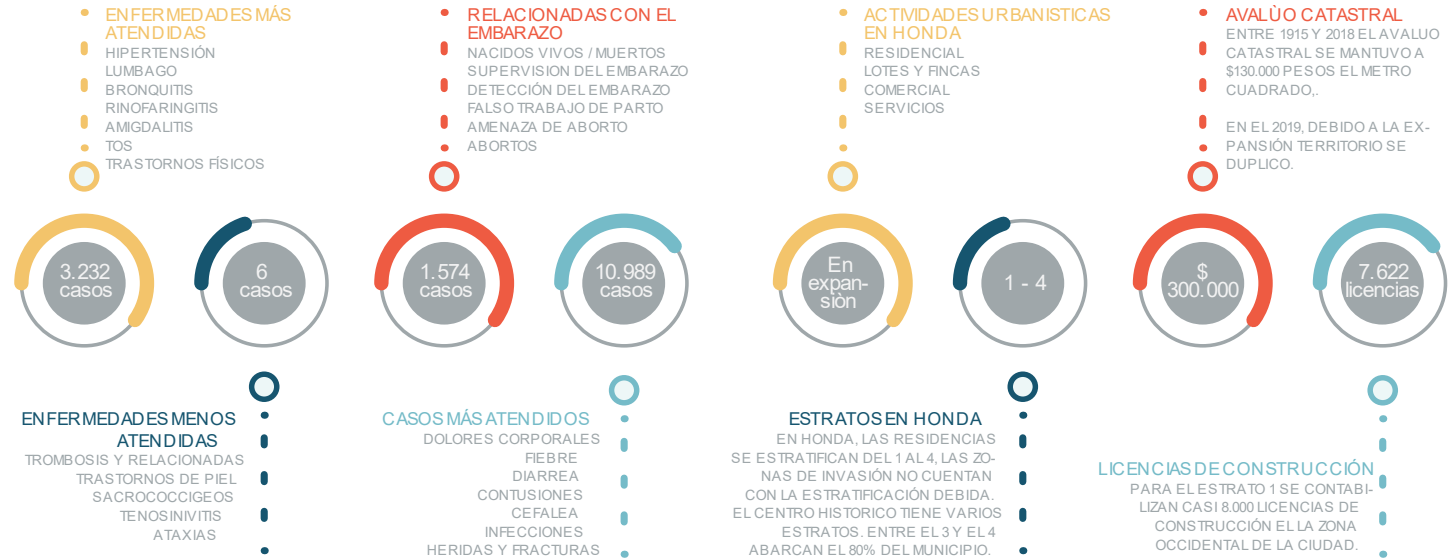 ENFERMEDADES MÁS
ATENDIDAS
HIPERTENSIÓN
LUMBAGO
BRONQUITIS
RINOFARINGITIS
AMIGDALITIS
TOS
TRASTORNOS FÍSICOS
RELACIONADAS CON EL
EMBARAZO
NACIDOS VIVOS / MUERTOS
SUPERVISION DEL EMBARAZO
DETECCIÓN DEL EMBARAZO
FALSO TRABAJO DE PARTO
AMENAZA DE ABORTO
ABORTOS
ACTIVIDADES URBANISTICAS
EN HONDA
RESIDENCIAL
LOTES Y FINCAS
COMERCIAL
SERVICIOS
AVALÙO CATASTRAL
ENTRE 1915 Y 2018 EL AVALUO
CATASTRAL SE MANTUVO A
$130.000 PESOS EL METRO
CUADRADO,.
EN EL 2019, DEBIDO A LA EX-
PANSIÓN TERRITORIO SE
DUPLICO.
3.232
casos
6
casos
1.574
casos
10.989
casos
En
expan-
siòn
1 - 4
$
300.000
7.622
licencias
ENFERMEDADES MENOS
ATENDIDAS
TROMBOSIS Y RELACIONADAS
TRASTORNOS DE PIEL
SACROCOCCIGEOS
TENOSINIVITIS
ATAXIAS
CASOS MÁS ATENDIDOS
DOLORES CORPORALES
FIEBRE
DIARREA
CONTUSIONES
CEFALEA
INFECCIONES
HERIDAS Y FRACTURAS
ESTRATOS EN HONDA
EN HONDA, LAS RESIDENCIAS
SE ESTRATIFICAN DEL 1 AL 4, LAS ZO-
NAS DE INVASIÓN NO CUENTAN
CON LA ESTRATIFICACIÓN DEBIDA.
EL CENTRO HISTORICO TIENE VARIOS
ESTRATOS. ENTRE EL 3 Y EL 4
ABARCAN EL 80% DEL MUNICIPIO.
LICENCIAS DE CONSTRUCCIÓN
PARA EL ESTRATO 1 SE CONTABI-
LIZAN CASI 8.000 LICENCIAS DE
CONSTRUCCIÓN EL LA ZONA
OCCIDENTAL DE LA CIUDAD.